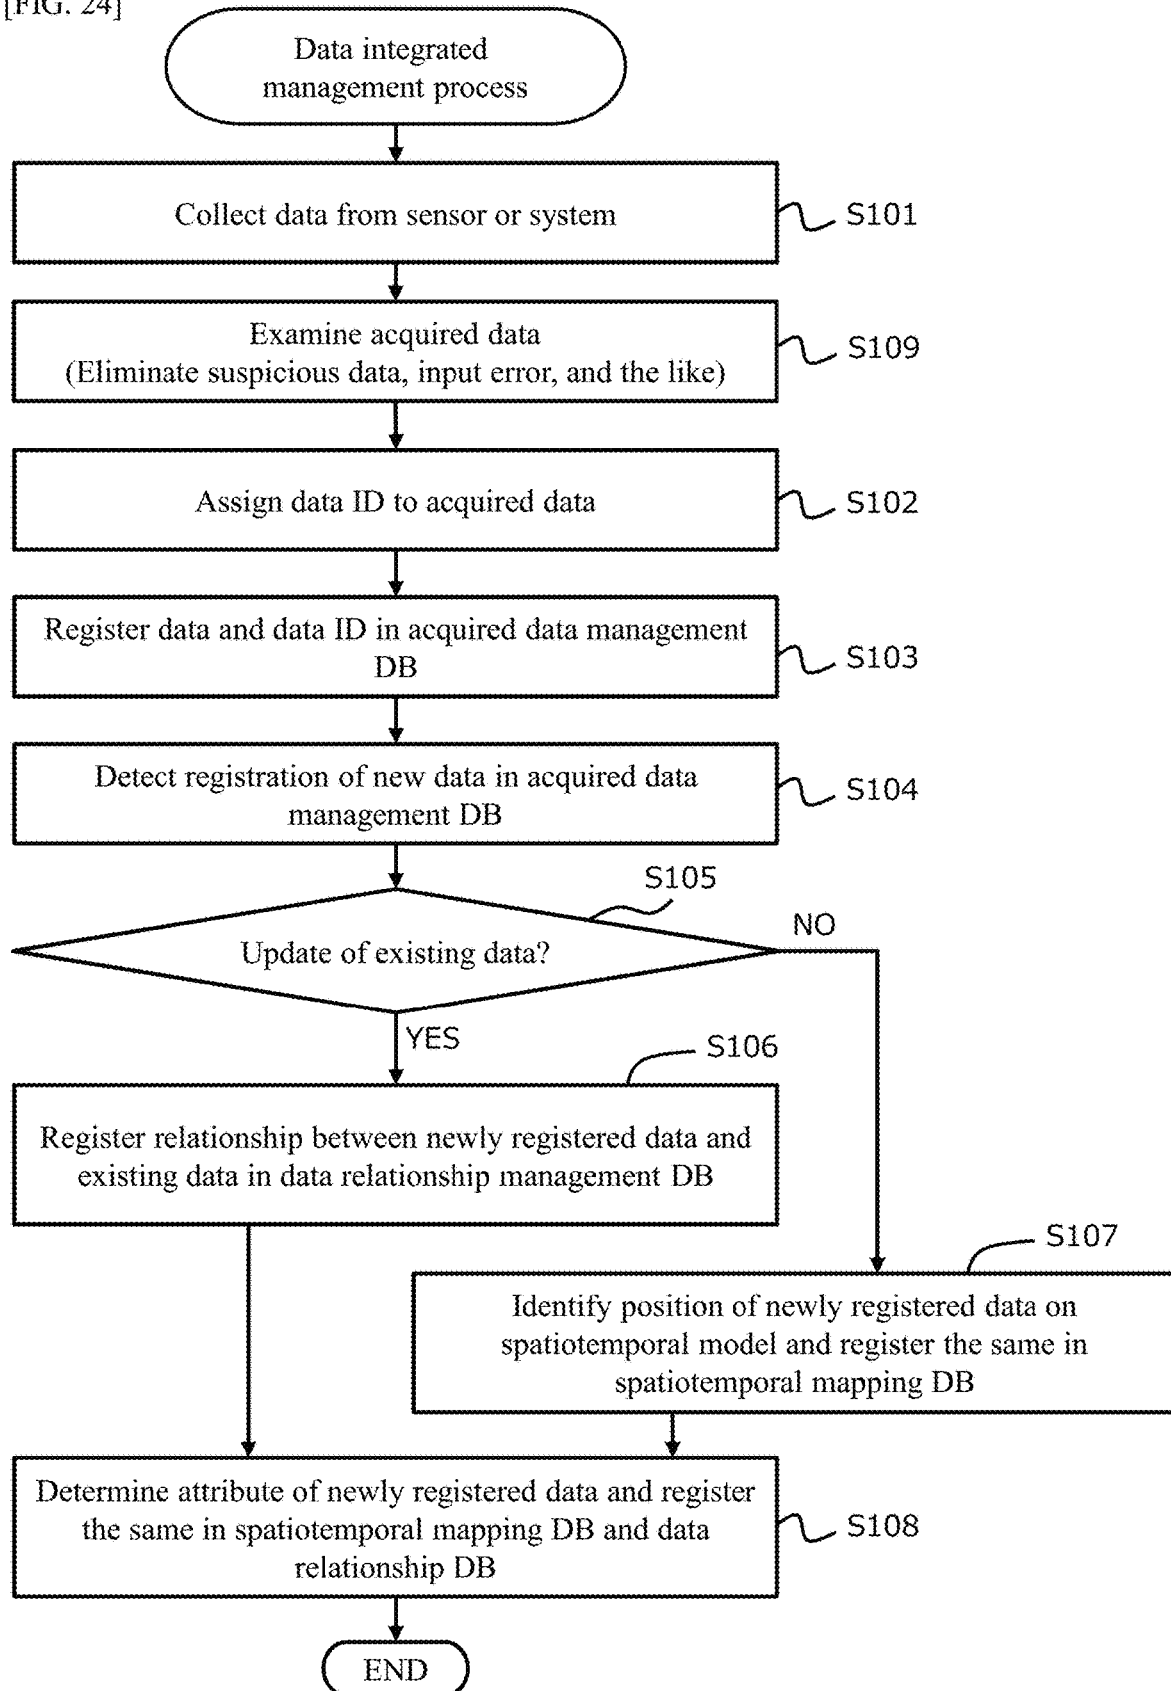 [FIG. 24]
Data integrated
management process
Collect data from sensor or system
S101
Examine acquired data
(Eliminate suspicious data, input error, and the like)
S109
Assign data ID to acquired data
S102
Register data and data ID in acquired data management
DB
S103
Detect registration of new data in acquired data
management DB
S104
S105
Update of existing data?
NO
YES
S106
Register relationship between newly registered data and
existing data in data relationship management DB
S107
Identify position of newly registered data on
spatiotemporal model and register the same in
spatiotemporal mapping DB
Determine attribute of newly registered data and register
the same in spatiotemporal mapping DB and data
relationship DB
S108
END